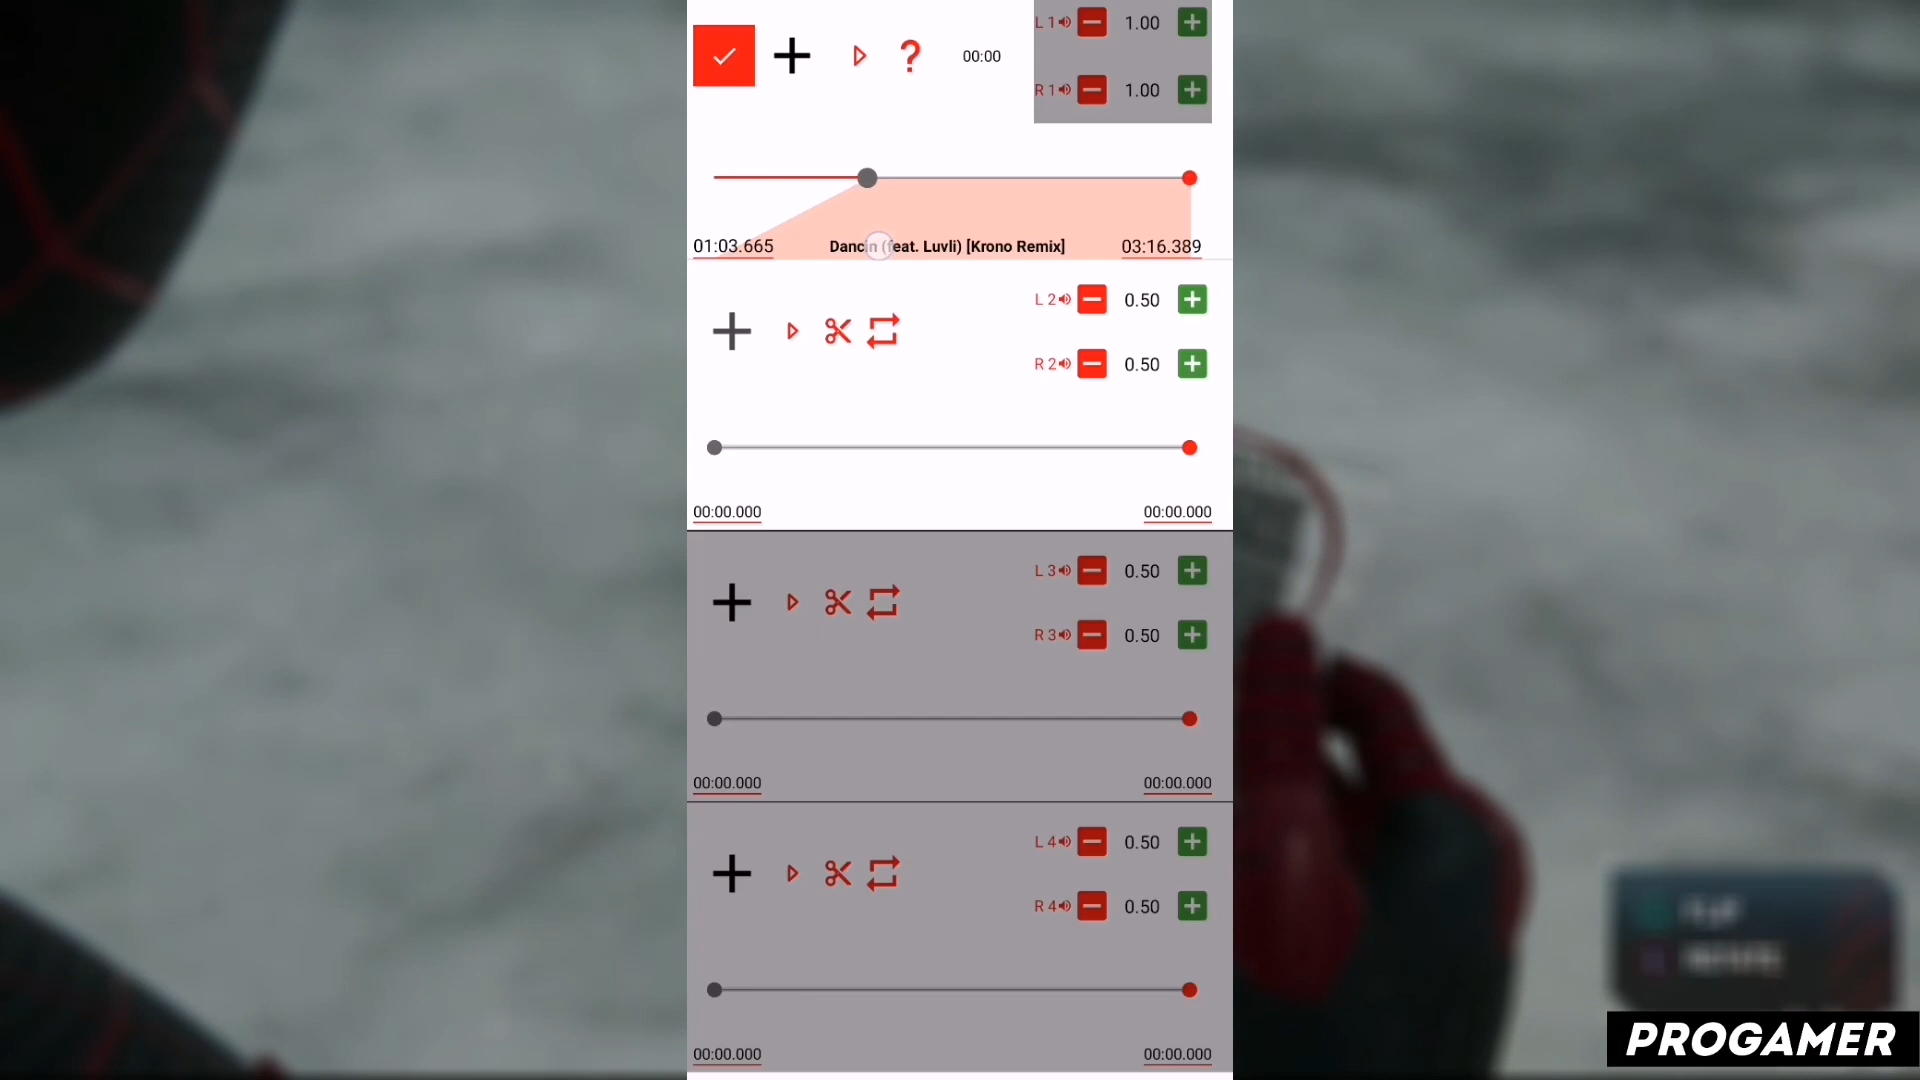 L 1 1.00
00:00
R 1 1.00
01:03.665 Dancin (feat. Luvli) [Krono Remix] 03:16.389
L 2 0.50
R 2 0.50
00:00.000 00:00.000
L 3 0.50
R 3 0.50
00:00.000 00:00.000
L 4 0.50
R 4 0.50
00:00.000 00:00.000
PROGAMER